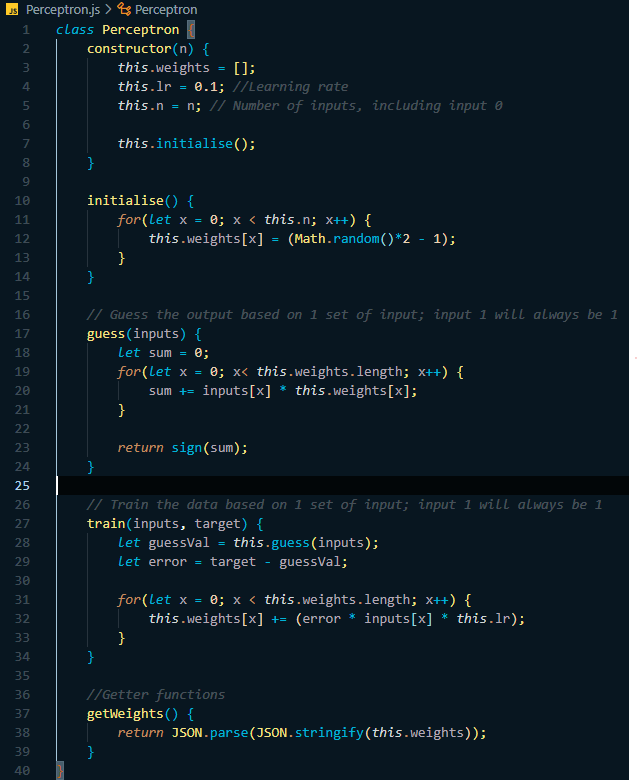 JS Perceptron.js > Perceptron
1 class Perceptron {
2     constructor(n) {
3         this.weights = [];
4         this.lr = 0.1; //Learning rate
5         this.n = n; // Number of inputs, including input 0
6
7         this.initialise();
8     }
9
10     initialise() {
11         for(let x = 0; x < this.n; x++) {
12             this.weights[x] = (Math.random()*2 - 1);
13         }
14     }
15
16     // Guess the output based on 1 set of input; input 1 will always be 1
17     guess(inputs) {
18         let sum = 0;
19         for(let x = 0; x< this.weights.length; x++) {
20             sum += inputs[x] * this.weights[x];
21         }
22
23         return sign(sum);
24     }
25
26     // Train the data based on 1 set of input; input 1 will always be 1
27     train(inputs, target) {
28         let guessVal = this.guess(inputs);
29         let error = target - guessVal;
30
31         for(let x = 0; x < this.weights.length; x++) {
32             this.weights[x] += (error * inputs[x] * this.lr);
33         }
34     }
35
36     //Getter functions
37     getWeights() {
38         return JSON.parse(JSON.stringify(this.weights));
39     }
40 }